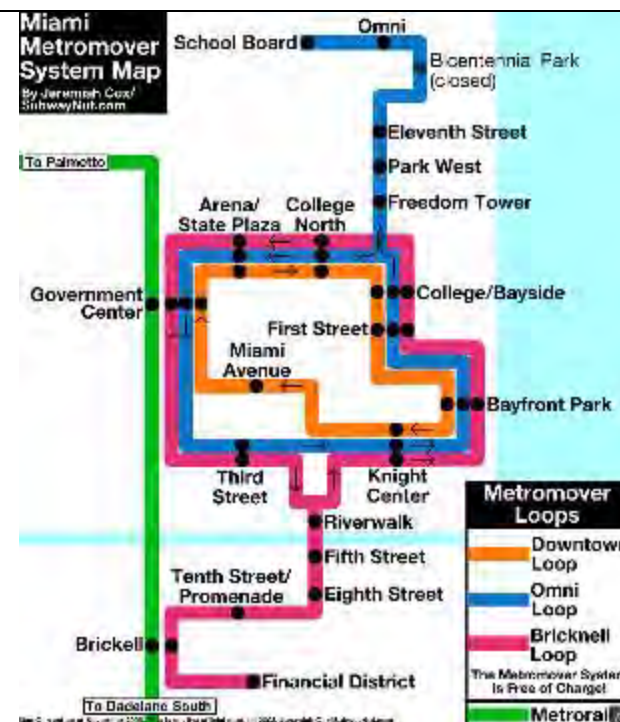 Miami
Metromover
System Map
By Jeremiah Cox/
SubwayNut.com
Omni
School Board
Bicentennia Park
(closed)
Eleventh Street
To Palmetto
Park West
Arena/
State Plaza
College
North
Freedom Tower
Government
Center
College/Bayside
First Street
Miami
Avenue
Bayfront Park
Third
Street
Knight
Center
Metromover
Loops
Riverwalk
Downtown
Loop
Fifth Street
Tenth Street/
Promenade
Eighth Street
Omni
Loop
Brickell
Bricknell
Loop
The Metromover System
Is Free of Charge!
Financial District
To Dadelane South
Metrorail